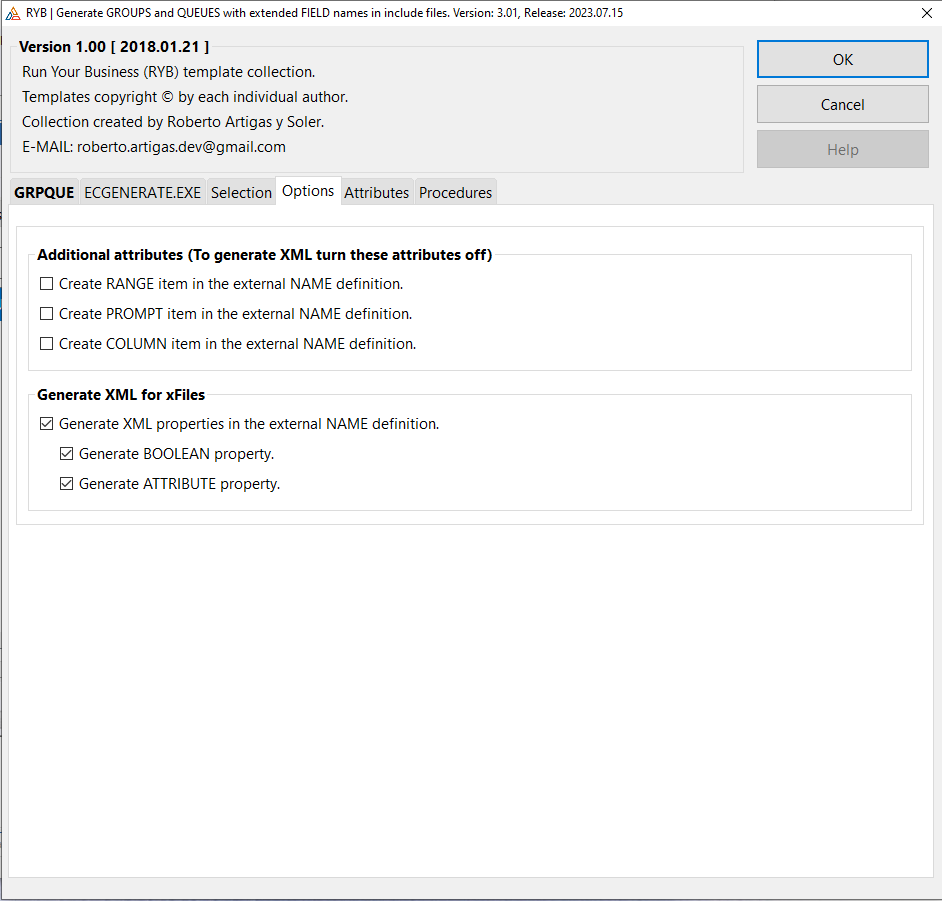 RYB | Generate GROUPS and QUEUES with extended FIELD names in include files. Version: 3.01, Release: 2023.07.15
Version 1.00 [ 2018.01.21 ]
Run Your Business (RYB) template collection.
Templates copyright © by each individual author.
Collection created by Roberto Artigas y Soler.
E-MAIL: roberto.artigas.dev@gmail.com
OK
Cancel
Help
GRPQUE ECGENERATE.EXE Selection Options Attributes Procedures
Additional attributes (To generate XML turn these attributes off)
Create RANGE item in the external NAME definition.
Create PROMPT item in the external NAME definition.
Create COLUMN item in the external NAME definition.
Generate XML for xFiles
Generate XML properties in the external NAME definition.
Generate BOOLEAN property.
Generate ATTRIBUTE property.